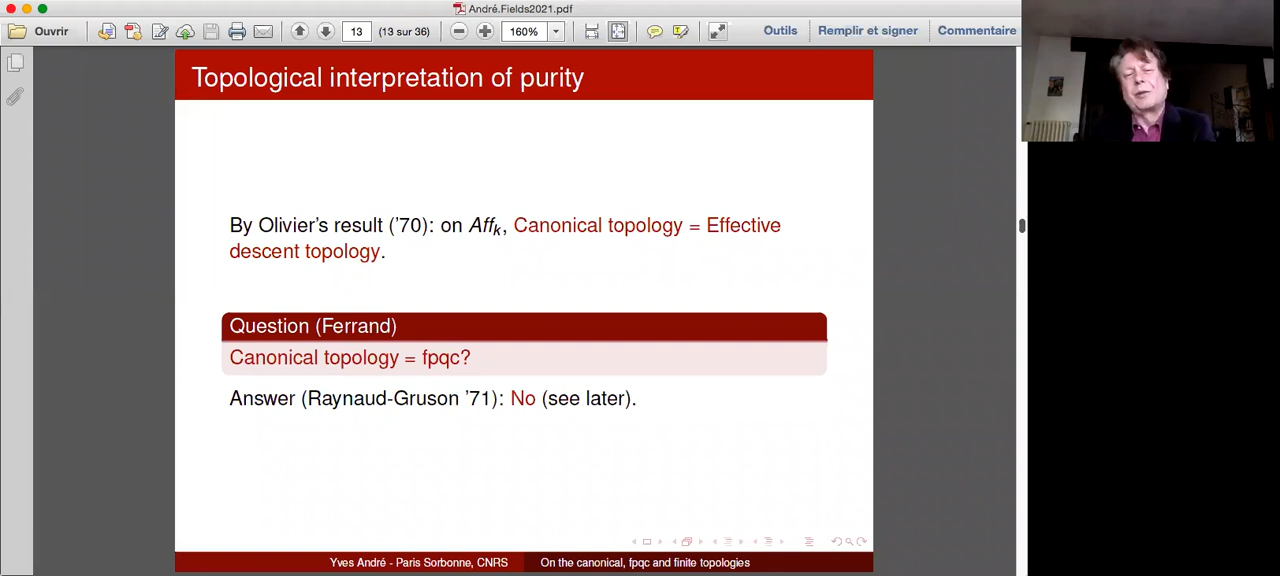 André.Fields2021.pdf
Ouvrir
13
(13 sur 36)
160%
Outils
Remplir et signer
Commentaire
Topological interpretation of purity
By Olivier's result ('70): on Aff_k, Canonical topology = Effective
descent topology.
Question (Ferrand)
Canonical topology = fpqc?
Answer (Raynaud-Gruson '71): No (see later).
Yves André - Paris Sorbonne, CNRS
On the canonical, fpqc and finite topologies